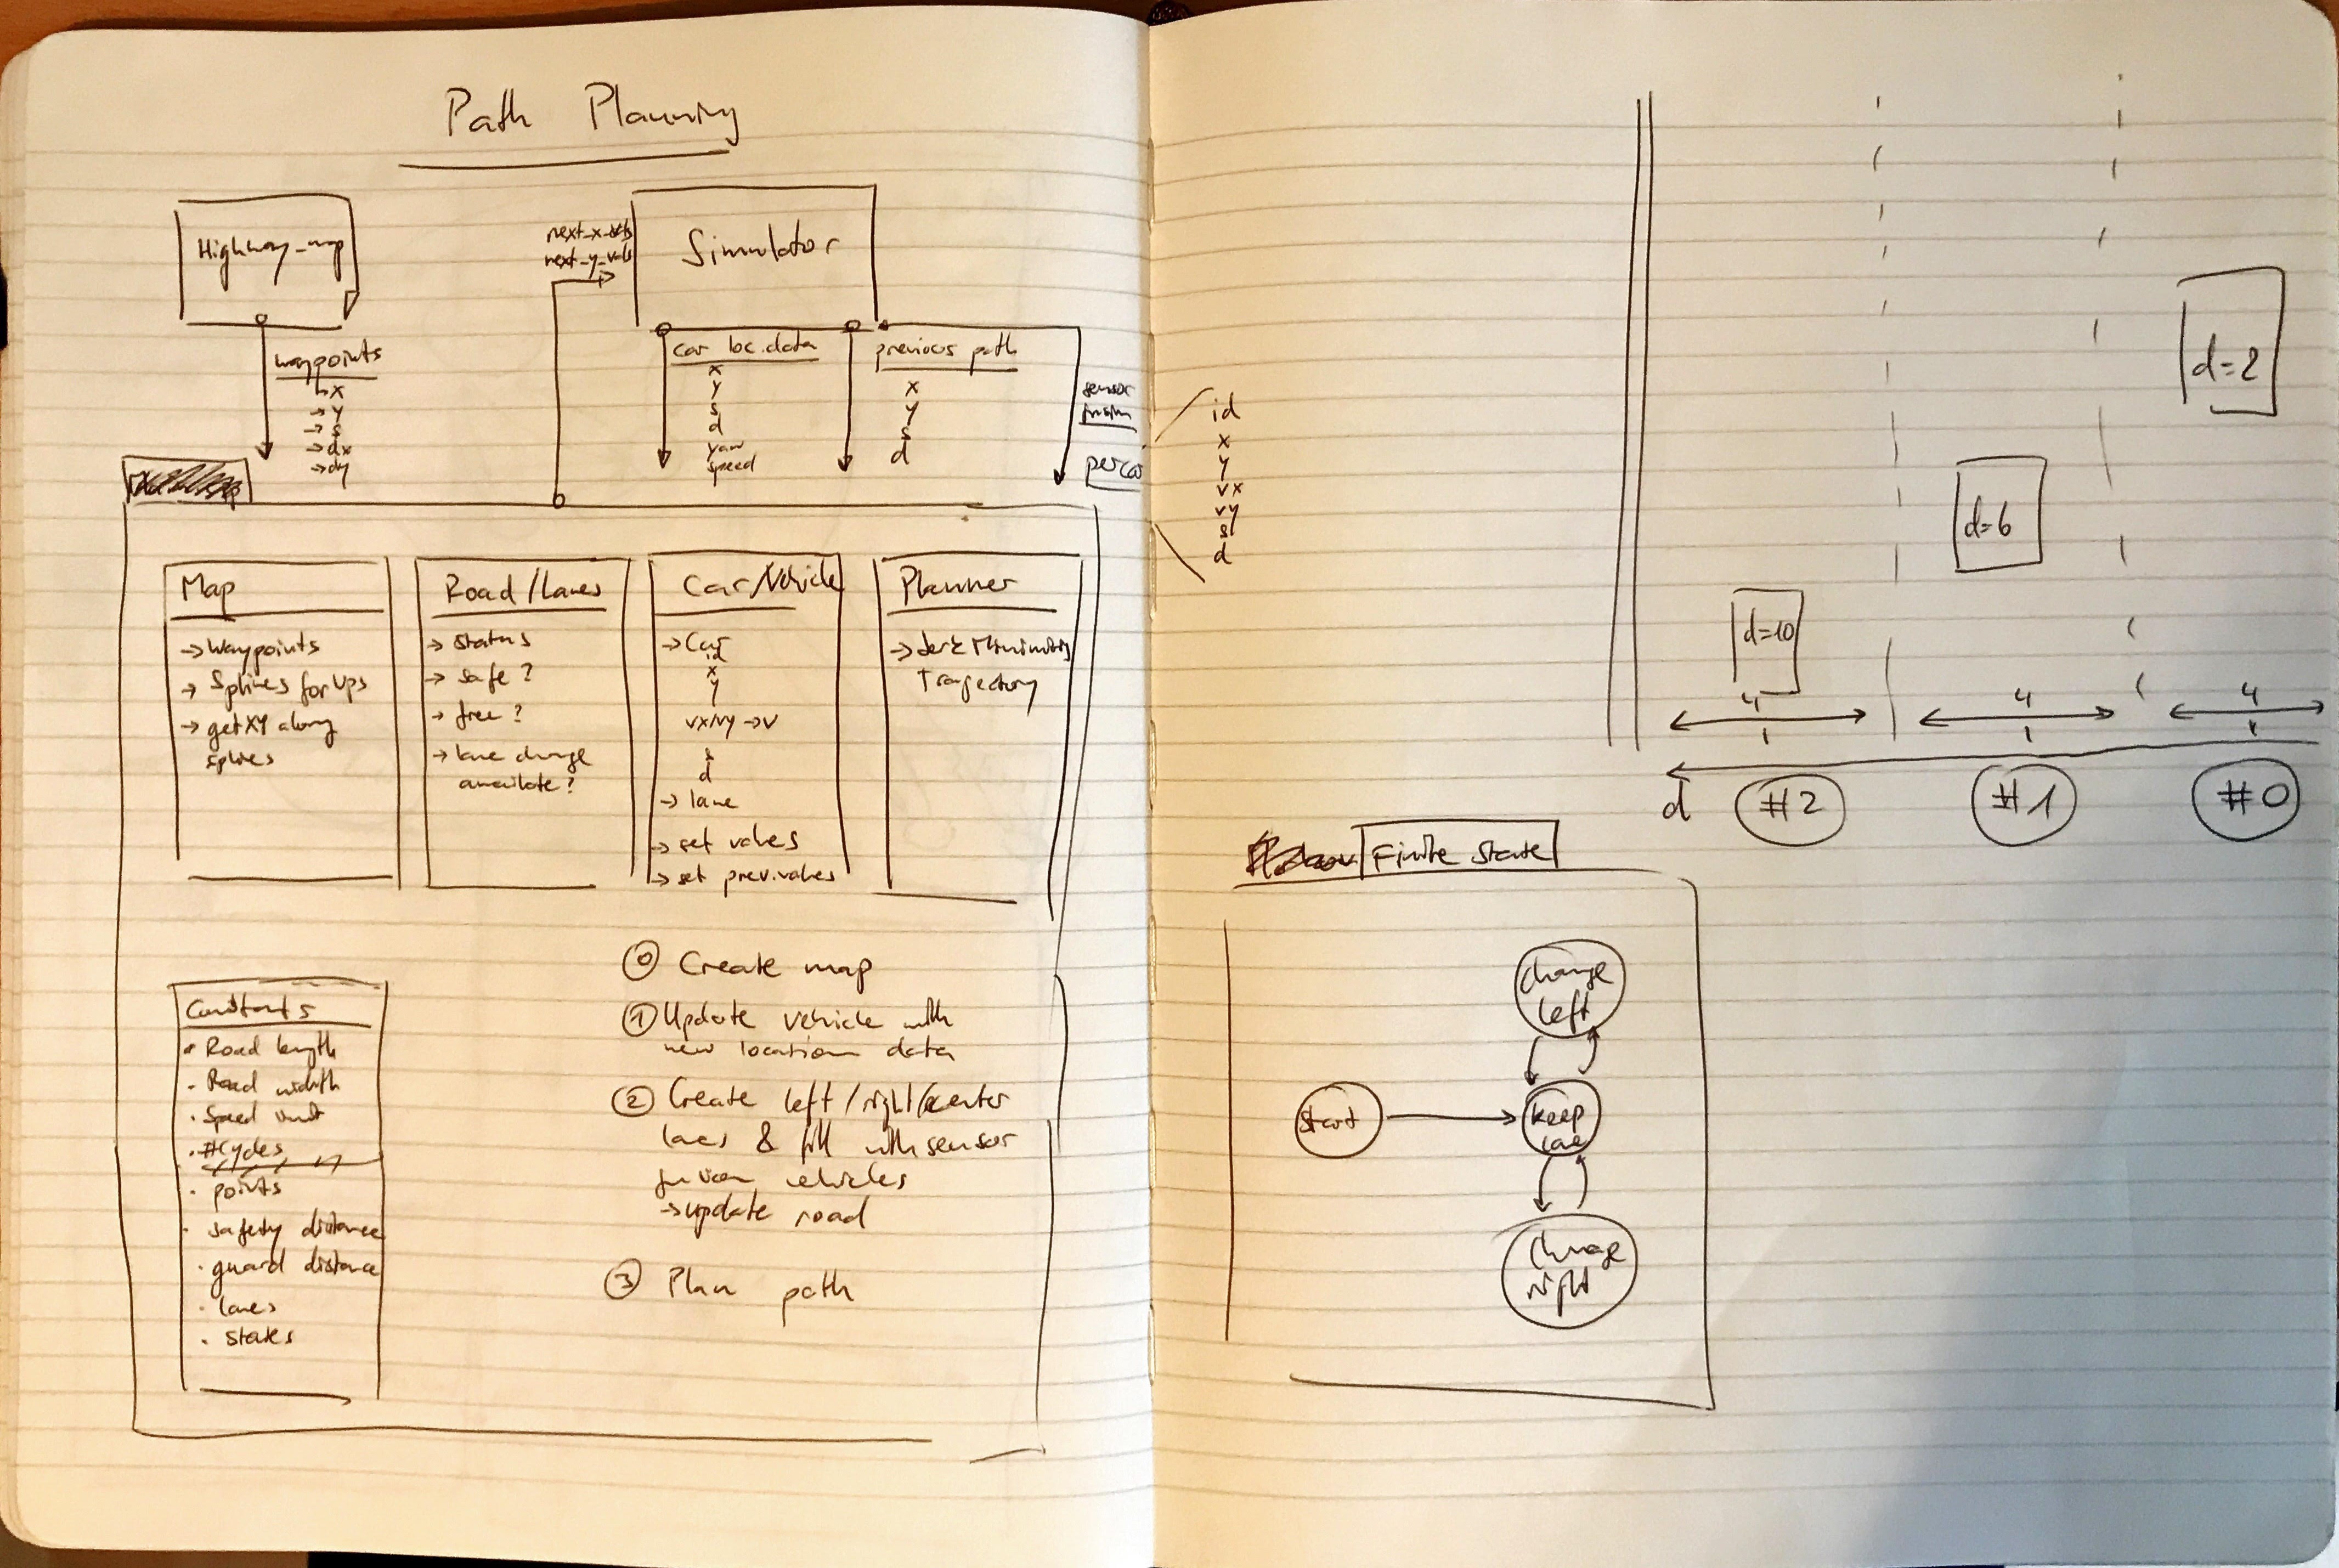 Path Planning
Highway_map
waypoints
→x
→y
→s
→dx
→dy
next_x_vals
next_y_vals
Simulator
car loc.data
x
y
s
d
yaw
speed
previous path
x
y
s
d
sensor
fusion
per car
id
x
y
vx
vy
s
d
Map
→ Waypoints
→ Splines for Wps
→ getXY along
splines
Road/Lanes
→ status
→ safe?
→ free?
→ lane change
available?
Car/Vehicle
→ Car
id
x
y
vx/vy → v
s
d
→ lane
→ set values
→ set prev.values
Planner
→ Jerk Minimizing
Trajectory
Constants
• Road length
• Road width
• Speed limit
• #Cycles
• points
• safety distance
• guard distance
• lanes
• states
0 Create map
1 Update vehicle with
new location data
2 Create left/right/center
lanes & fill with sensor
fusion vehicles
→ update road
3 Plan path
d=2
d=6
d=10
4
4
4
d
#2
#1
#0
Finite State
change
left
start
keep
lane
change
right